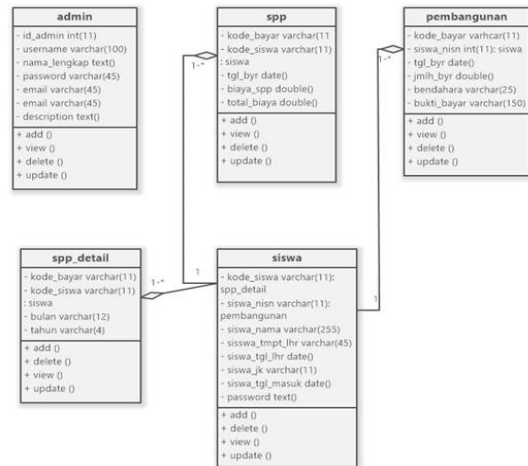 admin
- id_admin int(11)
- username varchar(100)
- nama_lengkap text()
- password varchar(45)
- email varchar(45)
- email varchar(45)
- description text()
+ add ()
+ view ()
+ delete ()
+ update ()
spp
- kode_bayar varchar(11
- kode_siswa varchar(11
) : siswa
- tgl_byr date()
- biaya_spp double()
- total_biaya double()
+ add ()
+ view ()
+ delete ()
+ update ()
pembangunan
- kode_bayar varhcar(11)
- siswa_nisn int(11): siswa
- tgl_byr date()
- jmlh_byr double()
- bendahara varchar(25)
- bukti_bayar varchar(150)
+ add ()
+ view ()
+ delete ()
+ update ()
1-*
1-*
spp_detail
- kode_bayar varchar(11)
- kode_siswa varchar(11)
: siswa
- bulan varchar(12)
- tahun varchar(4)
+ add ()
+ delete ()
+ view ()
+ update ()
1-*
1
siswa
- kode_siswa varchar(11):
spp_detail
- siswa_nisn varchar(11):
pembangunan
- siswa_nama varchar(255)
- sisswa_tmpt_lhr varchar(45)
- siswa_tgl_lhr date()
- siswa_jk varchar(11)
- siswa_tgl_masuk date()
- password text()
+ add ()
+ delete ()
+ view ()
+ update ()
1